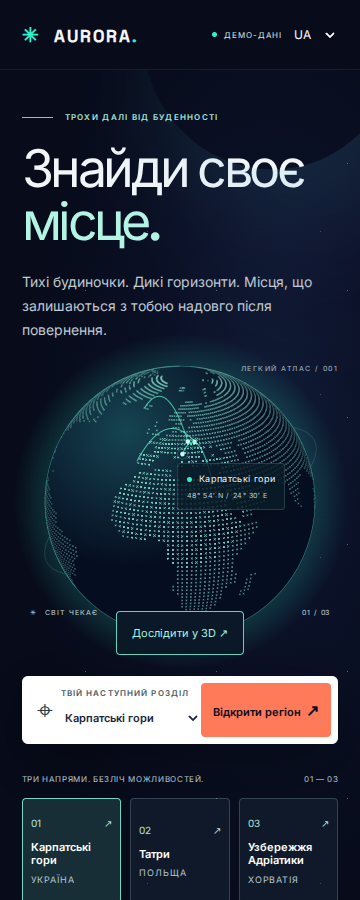 AURORA.
ДЕМО-ДАНІ
UA
ТРОХИ ДАЛІ ВІД БУДЕННОСТІ
Знайди своє
місце.
Тихі будиночки. Дикі горизонти. Місця, що
залишаються з тобою надовго після
повернення.
ЛЕГКИЙ АТЛАС / 001
Карпатські гори
48° 54′ N / 24° 30′ E
СВІТ ЧЕКАЄ
01 / 03
Дослідити у 3D ↗
ТВІЙ НАСТУПНИЙ РОЗДІЛ
Карпатські гори
Відкрити регіон ↗
ТРИ НАПРЯМИ. БЕЗЛІЧ МОЖЛИВОСТЕЙ.
01 — 03
01 ↗
Карпатські
гори
УКРАЇНА
02 ↗
Татри
ПОЛЬЩА
03 ↗
Узбережжя
Адріатики
ХОРВАТІЯ